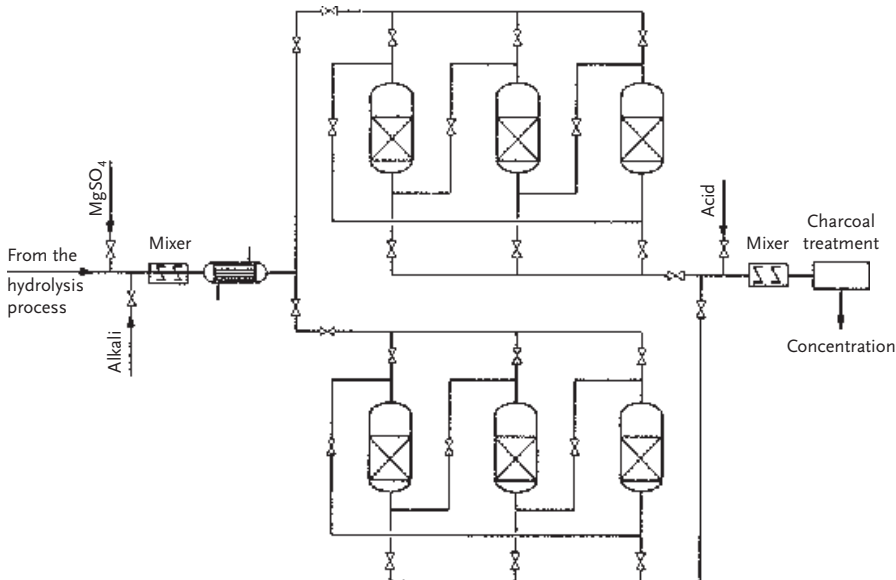 MgSO4
From the
hydrolysis
process
Mixer
Alkali
Acid
Mixer
Charcoal
treatment
Concentration